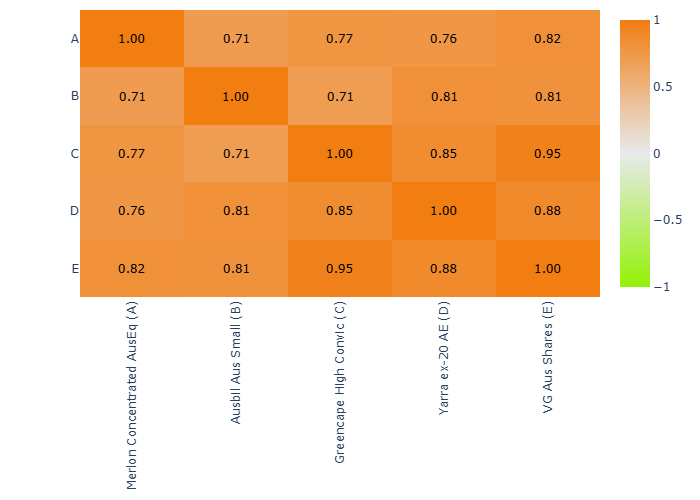 A 1.00 0.71 0.77 0.76 0.82
B 0.71 1.00 0.71 0.81 0.81
C 0.77 0.71 1.00 0.85 0.95
D 0.76 0.81 0.85 1.00 0.88
E 0.82 0.81 0.95 0.88 1.00
Merlon Concentrated AusEq (A)
Ausbil Aus Small (B)
Greencape High Convic (C)
Yarra ex-20 AE (D)
VG Aus Shares (E)
1
0.5
0
−0.5
−1